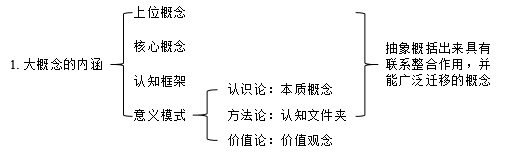 上位概念
核心概念
1. 大概念的内涵
认知框架
意义模式
认识论：本质概念
方法论：认知文件夹
价值论：价值观念
抽象概括出来具有
联系整合作用，并
能广泛迁移的概念